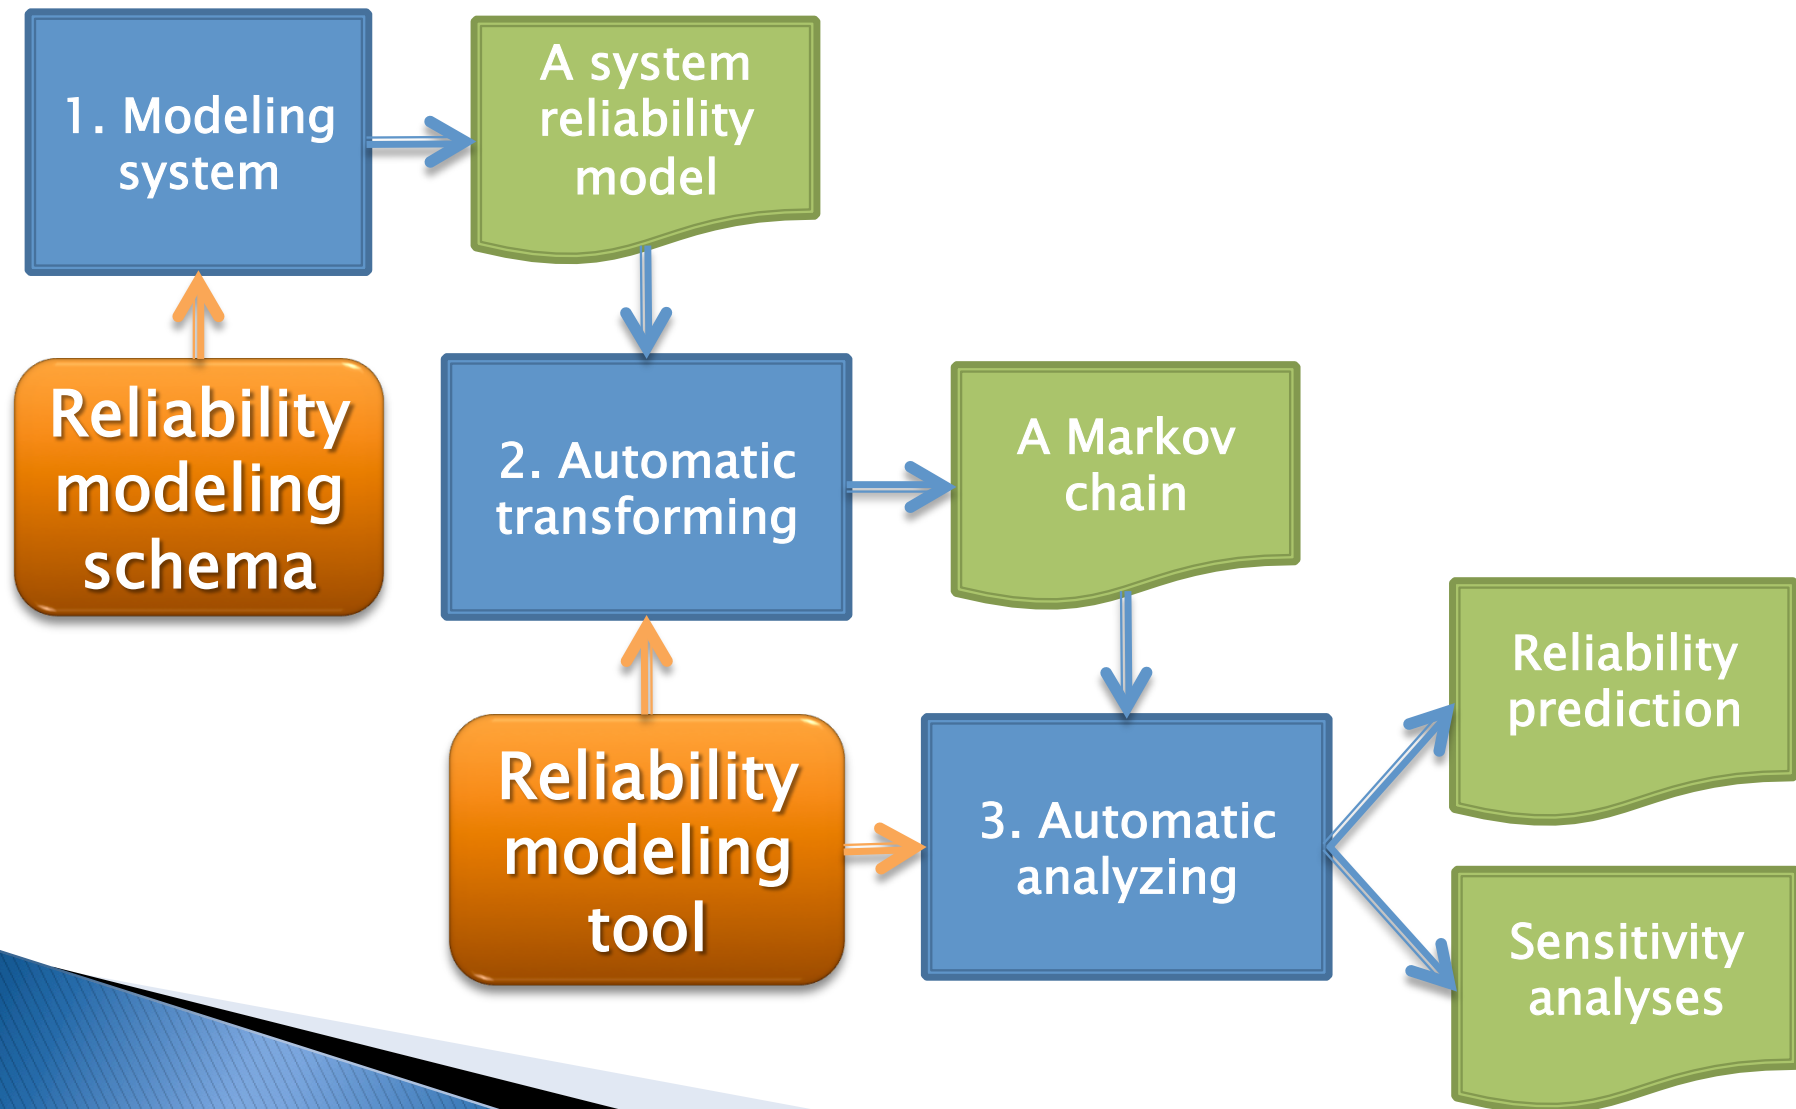 1. Modeling
system
A system
reliability
model
Reliability
modeling
schema
2. Automatic
transforming
A Markov
chain
Reliability
modeling
tool
3. Automatic
analyzing
Reliability
prediction
Sensitivity
analyses